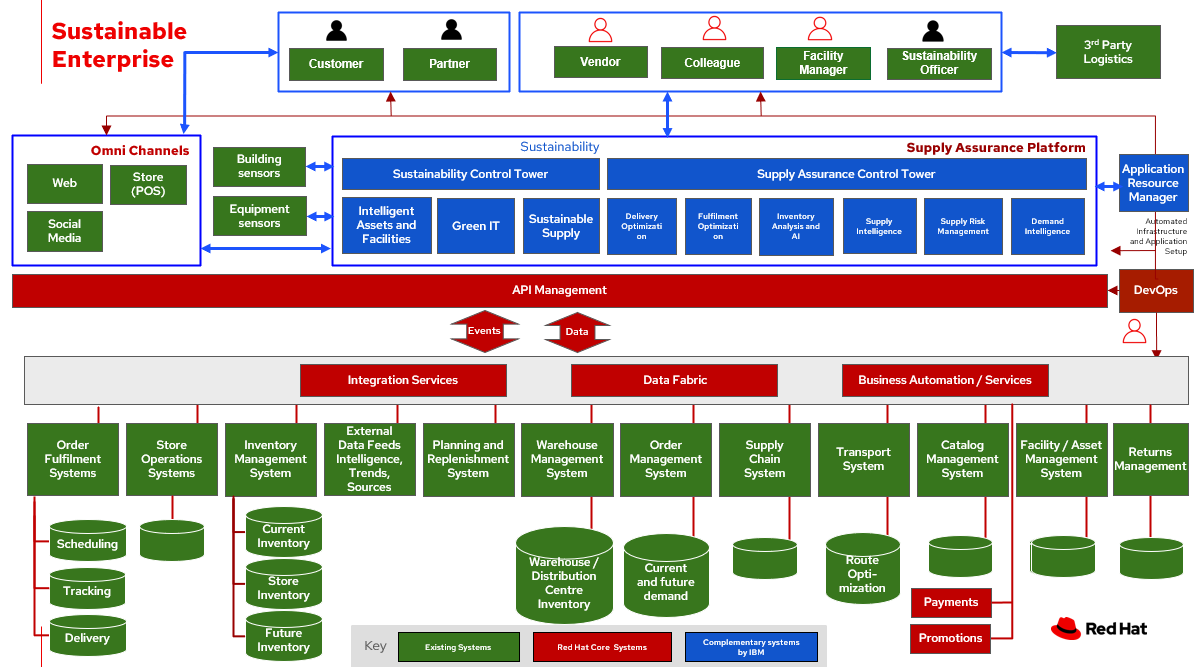 Sustainable
Enterprise
Customer
Partner
Vendor
Colleague
Facility
Manager
Sustainability
Officer
3rd Party
Logistics
Omni Channels
Web
Store
(POS)
Social
Media
Building
sensors
Equipment
sensors
Sustainability
Supply Assurance Platform
Sustainability Control Tower
Supply Assurance Control Tower
Intelligent
Assets and
Facilities
Green IT
Sustainable
Supply
Delivery
Optimizati
on
Fulfilment
Optimizati
on
Inventory
Analysis and
AI
Supply
Intelligence
Supply Risk
Management
Demand
Intelligence
Application
Resource
Manager
Automated
Infrastructure
and Application
Setup
API Management
DevOps
Events
Data
Integration Services
Data Fabric
Business Automation / Services
Order
Fulfilment
Systems
Store
Operations
Systems
Inventory
Management
System
External
Data Feeds
Intelligence,
Trends,
Sources
Planning and
Replenishment
System
Warehouse
Management
System
Order
Management
System
Supply
Chain
System
Transport
System
Catalog
Management
System
Facility / Asset
Management
System
Returns
Management
Scheduling
Tracking
Delivery
Current
Inventory
Store
Inventory
Future
Inventory
Warehouse /
Distribution
Centre
Inventory
Current
and future
demand
Route
Opti-
mization
Payments
Promotions
Key
Existing Systems
Red Hat Core Systems
Complementary systems
by IBM
Red Hat